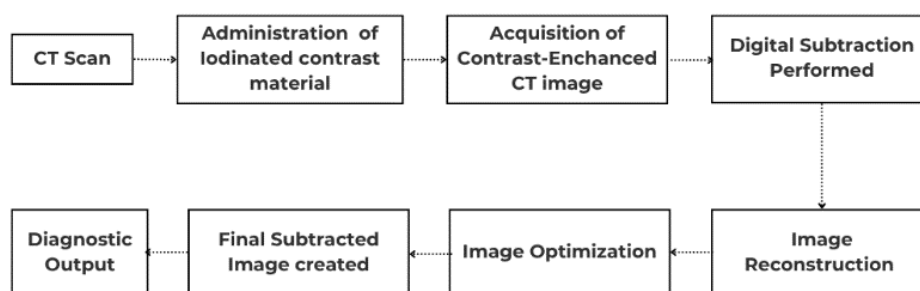 CT Scan
Administration of
Iodinated contrast
material
Acquisition of
Contrast-Enchanced
CT image
Digital Subtraction
Performed
Diagnostic
Output
Final Subtracted
Image created
Image Optimization
Image
Reconstruction